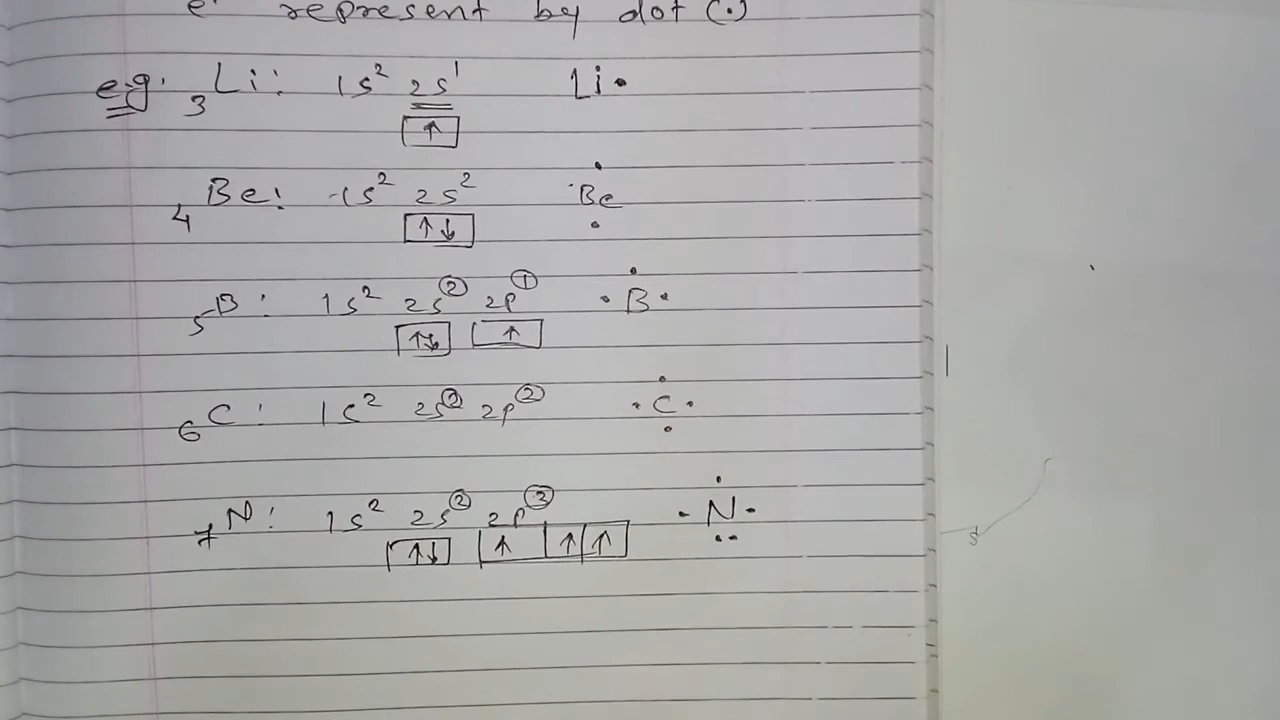 e⁻ represent by dot (•)
e.g. ₃Li: 1s² 2s¹ Li•
↑
₄Be: 1s² 2s² Be
↑↓
₅B: 1s² 2s② 2p① •B•
↑↓ ↑
₆C: 1s² 2s② 2p② •C•
₇N: 1s² 2s② 2p③ •N•
↑↓ ↑ ↑ ↑